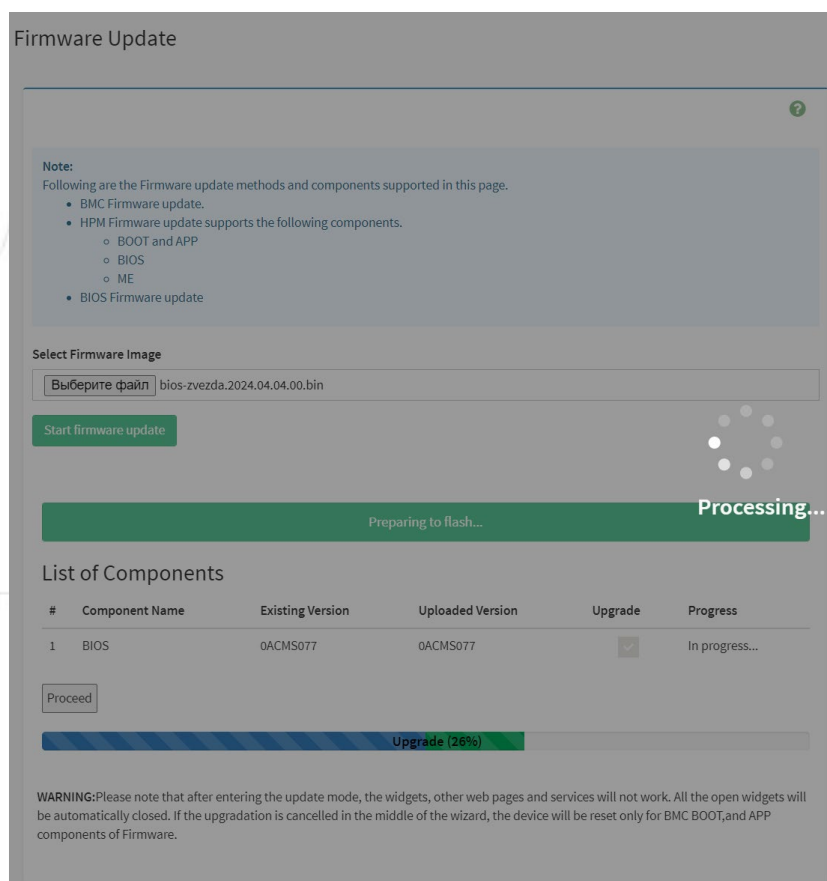 Firmware Update
Note:
Following are the Firmware update methods and components supported in this page.
BMC Firmware update.
HPM Firmware update supports the following components.
BOOT and APP
BIOS
ME
BIOS Firmware update
Select Firmware Image
Выберите файл bios-zvezda.2024.04.04.00.bin
Start firmware update
Processing...
Preparing to flash...
List of Components
# Component Name Existing Version Uploaded Version Upgrade Progress
1 BIOS 0ACMS077 0ACMS077 In progress...
Proceed
Upgrade (26%)
WARNING:Please note that after entering the update mode, the widgets, other web pages and services will not work. All the open widgets will
be automatically closed. If the upgradation is cancelled in the middle of the wizard, the device will be reset only for BMC BOOT,and APP
components of Firmware.